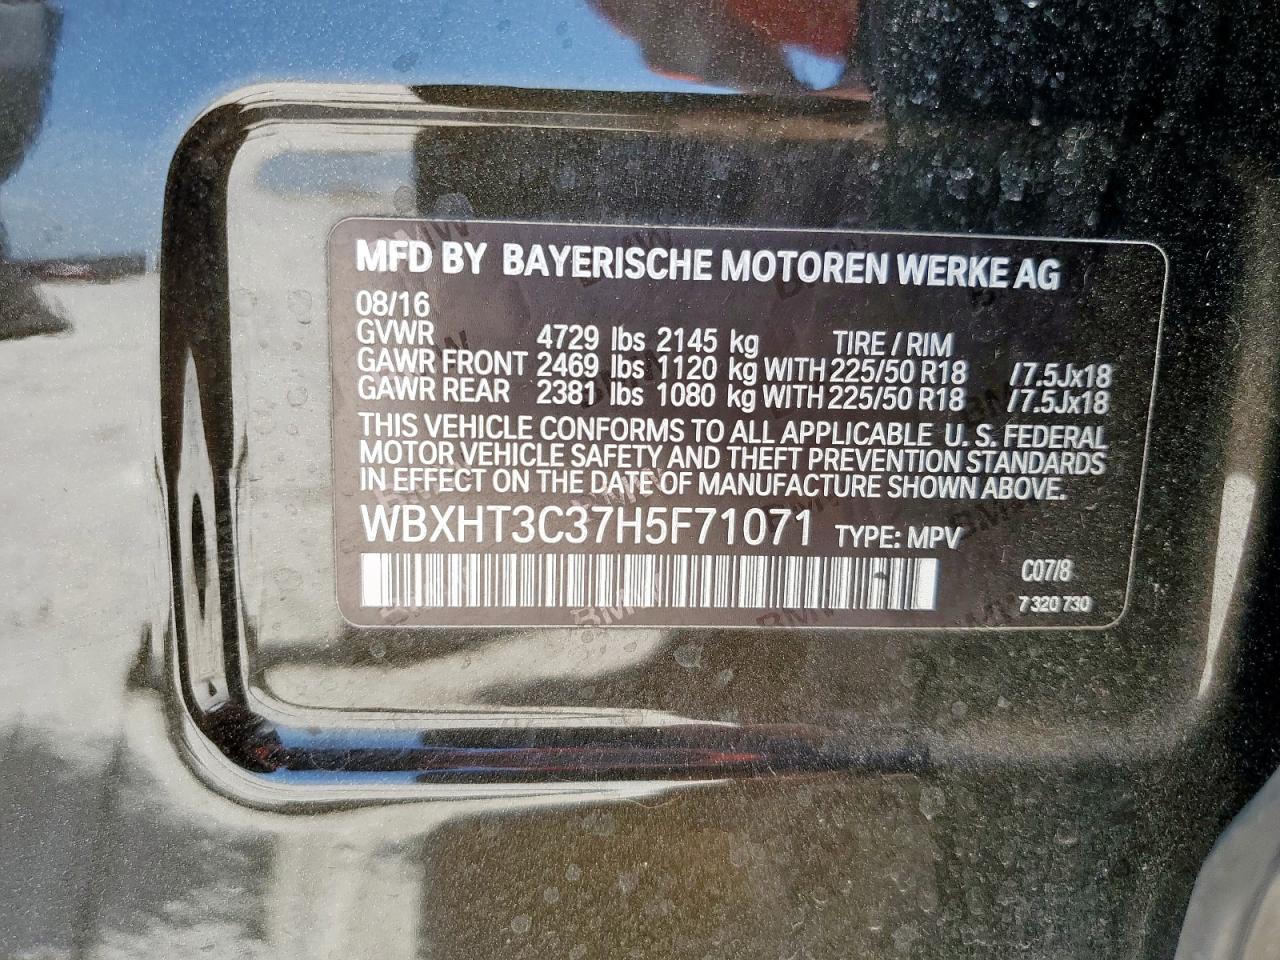 MFD BY BAYERISCHE MOTOREN WERKE AG
08/16
GVWR 4729 lbs 2145 kg TIRE / RIM
GAWR FRONT 2469 lbs 1120 kg WITH 225/50 R18 /7.5Jx18
GAWR REAR 2381 lbs 1080 kg WITH 225/50 R18 /7.5Jx18
THIS VEHICLE CONFORMS TO ALL APPLICABLE U. S. FEDERAL
MOTOR VEHICLE SAFETY AND THEFT PREVENTION STANDARDS
IN EFFECT ON THE DATE OF MANUFACTURE SHOWN ABOVE.
WBXHT3C37H5F71071 TYPE: MPV
C07/8
7 320 730